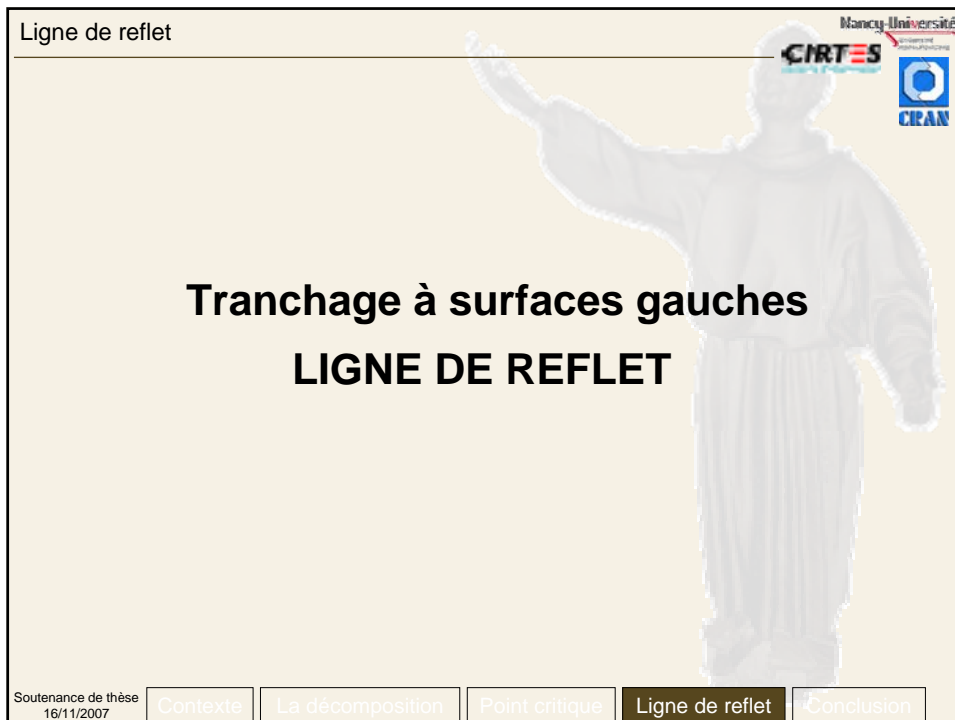 Ligne de reflet
Nancy-Université
CIRTES
CRAN
Tranchage à surfaces gauches
LIGNE DE REFLET
Soutenance de thèse
16/11/2007
Contexte
La décomposition
Point critique
Ligne de reflet
Conclusion